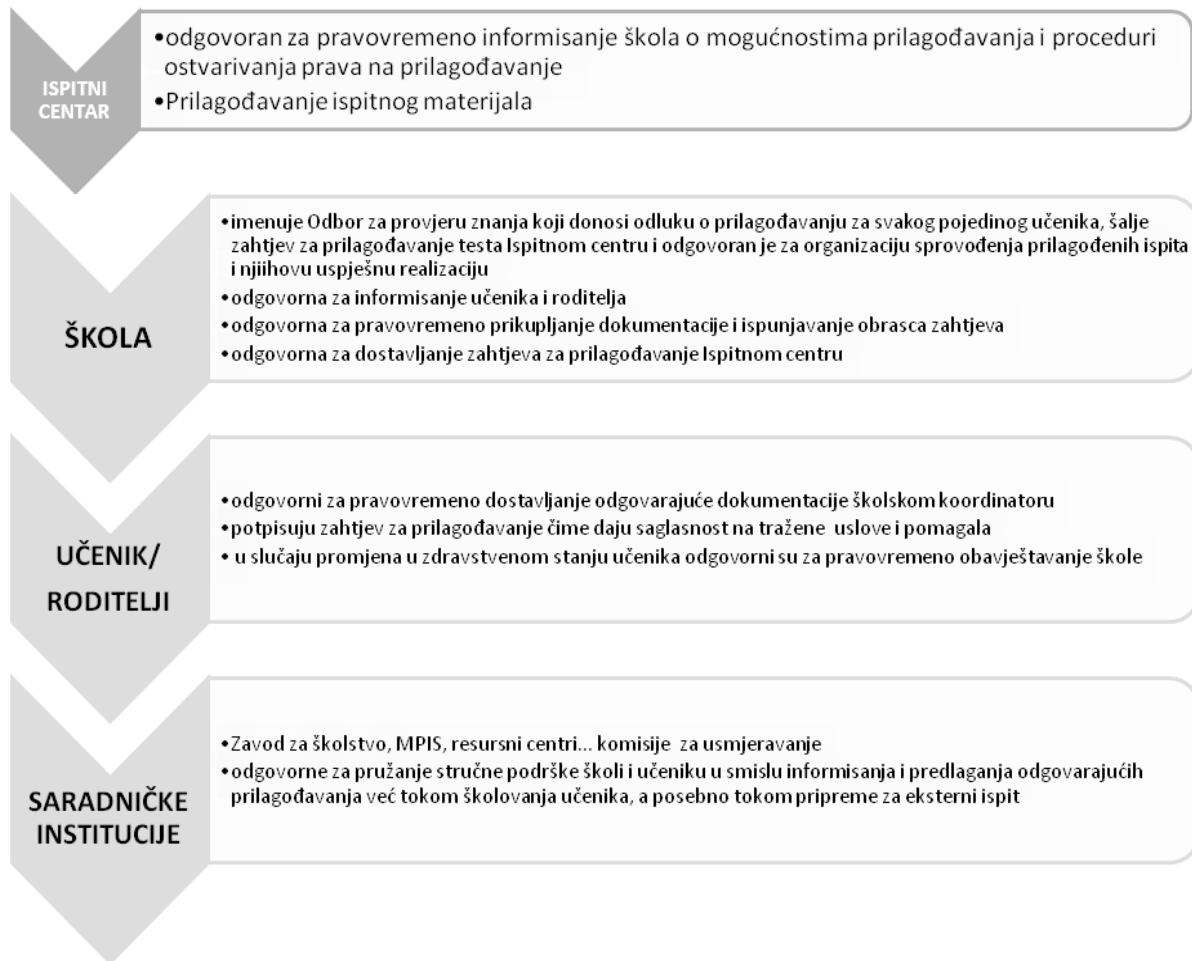 ISPITNI
CENTAR
•odgovoran za pravovremeno informisanje škola o mogućnostima prilagođavanja i proceduri
ostvarivanja prava na prilagođavanje
•Prilagođavanje ispitnog materijala
ŠKOLA
•imenuje Odbor za provjeru znanja koji donosi odluku o prilagođavanju za svakog pojedinog učenika, šalje
zahtjev za prilagođavanje testa Ispitnom centru i odgovoran je za organizaciju sprovođenja prilagođenih ispita
i njiihovu uspješnu realizaciju
•odgovorna za informisanje učenika i roditelja
•odgovorna za pravovremeno prikupljanje dokumentacije i ispunjavanje obrasca zahtjeva
•odgovorna za dostavljanje zahtjeva za prilagođavanje Ispitnom centru
UČENIK/
RODITELJI
•odgovorni za pravovremeno dostavljanje odgovarajuće dokumentacije školskom koordinatoru
•potpisuju zahtjev za prilagođavanje čime daju saglasnost na tražene uslove i pomagala
• u slučaju promjena u zdravstvenom stanju učenika odgovorni su za pravovremeno obavještavanje škole
SARADNIČKE
INSTITUCIJE
•Zavod za školstvo, MPIS, resursni centri... komisije za usmjeravanje
•odgovorne za pružanje stručne podrške školi i učeniku u smislu informisanja i predlaganja odgovarajućih
prilagođavanja već tokom školovanja učenika, a posebno tokom pripreme za eksterni ispit